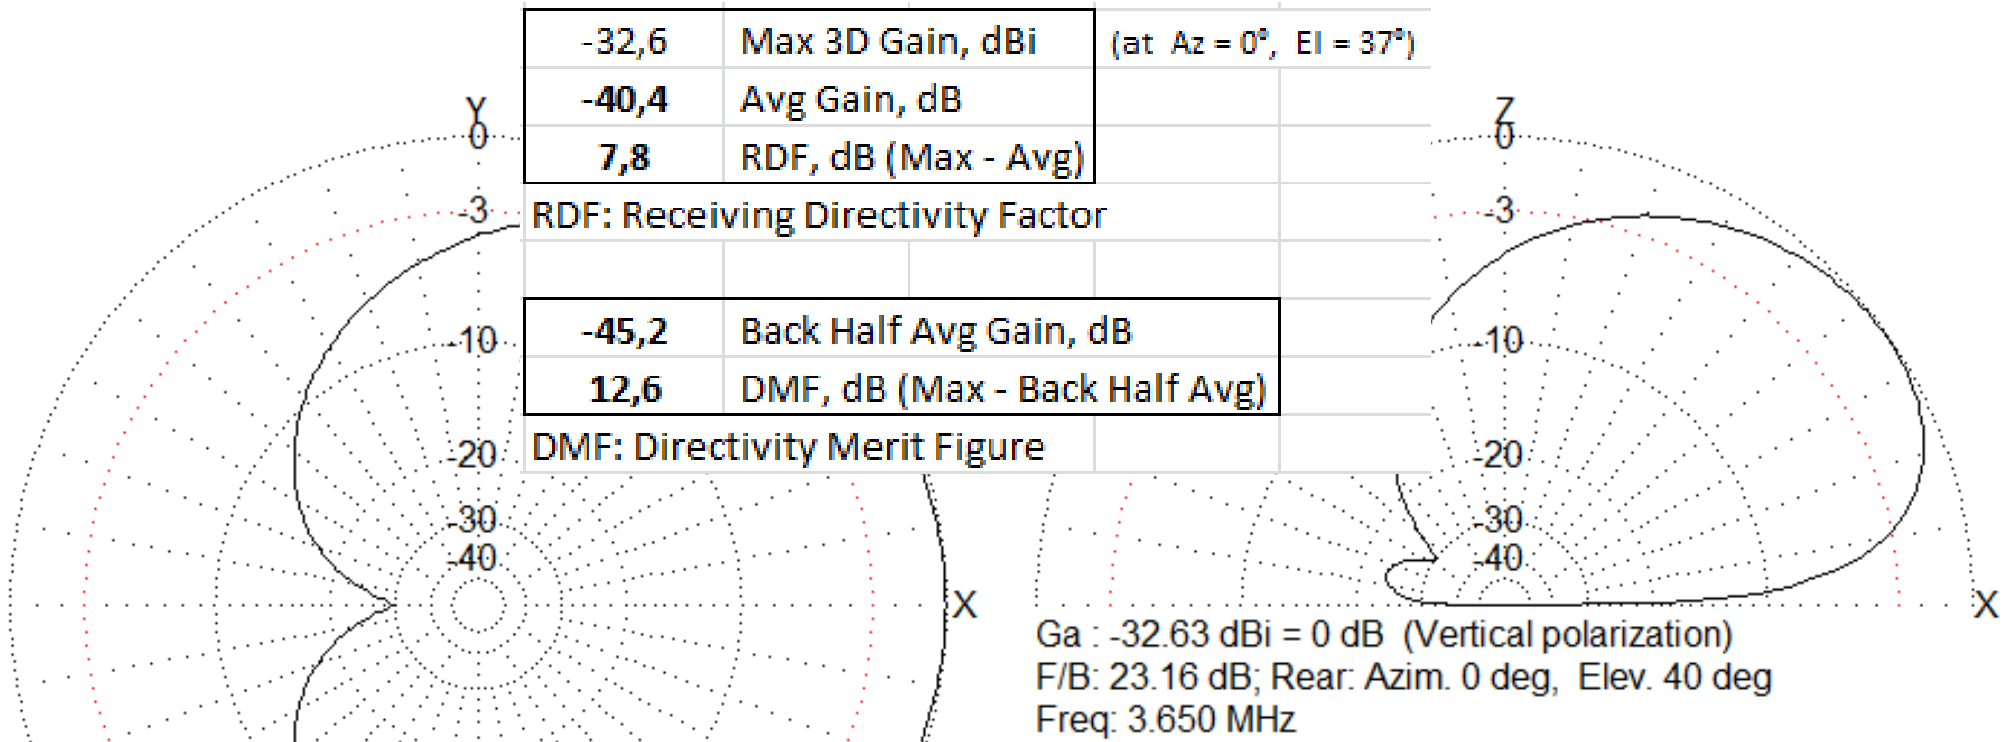 -32,6 Max 3D Gain, dBi (at Az = 0°, El = 37°)
-40,4 Avg Gain, dB
7,8 RDF, dB (Max - Avg)
RDF: Receiving Directivity Factor
-45,2 Back Half Avg Gain, dB
12,6 DMF, dB (Max - Back Half Avg)
DMF: Directivity Merit Figure
Y
0
-3
-10
-20
-30
-40
X
Z
0
-3
-10
-20
-30
-40
X
Ga : -32.63 dBi = 0 dB (Vertical polarization)
F/B: 23.16 dB; Rear: Azim. 0 deg, Elev. 40 deg
Freq: 3.650 MHz